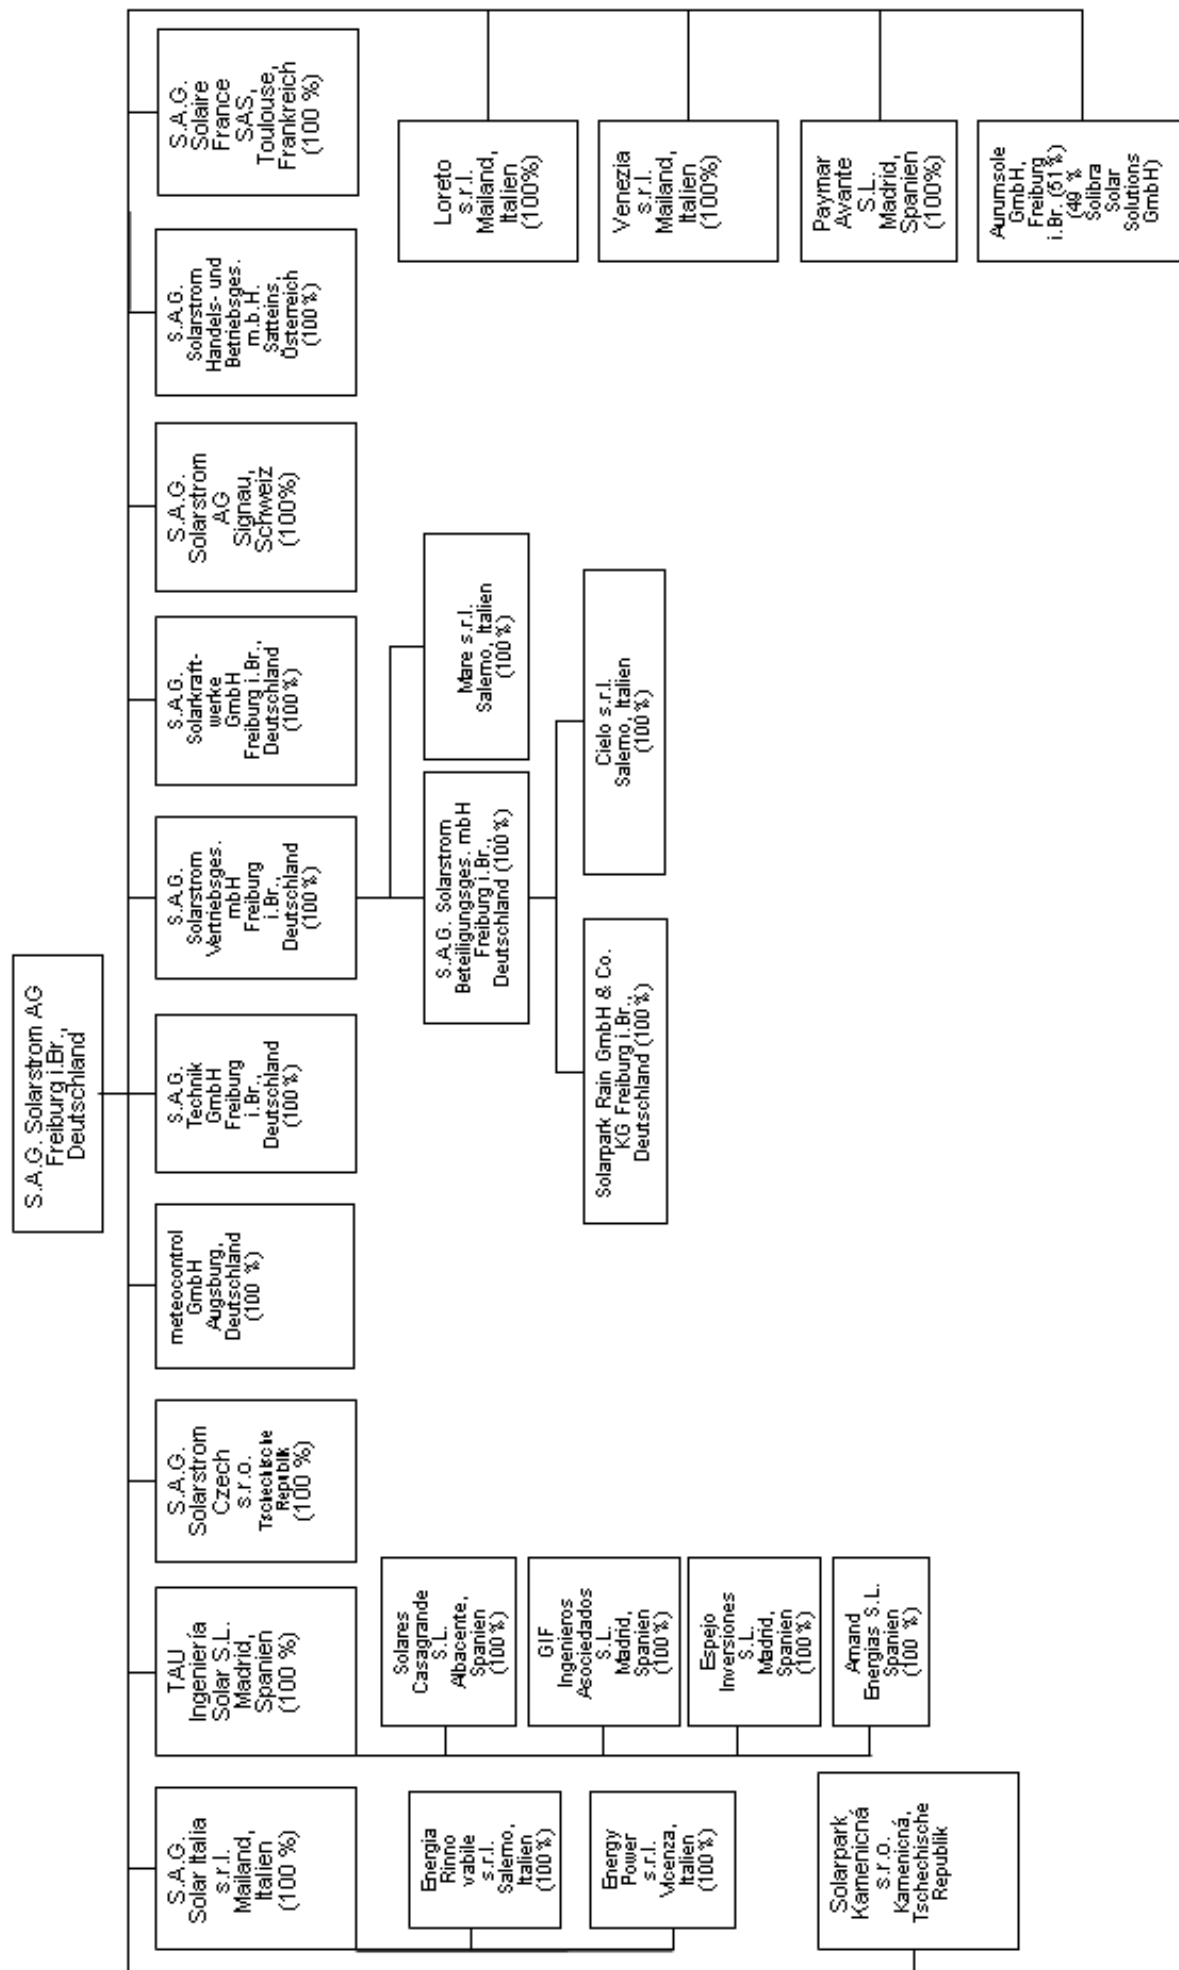 S.A.G. Solarstrom AG
Freiburg i.Br.,
Deutschland
S.A.G.
Solar Italia
s.r.l.
Mailand,
Italien
(100 %)
TAU
Ingeniería
Solar S.L.
Madrid,
Spanien
(100 %)
S.A.G.
Solarstrom
Czech
s.r.o.
Tschechische
Republik
(100 %)
meteocontrol
GmbH
Augsburg,
Deutschland
(100 %)
S.A.G.
Technik
GmbH
Freiburg
i.Br.,
Deutschland
(100%)
S.A.G.
Solarstrom
Vertriebsges.
mbH
Freiburg
i.Br.,
Deutschland
(100%)
S.A.G.
Solarkraft-
werke
GmbH
Freiburg i.Br.,
Deutschland
(100%)
S.A.G.
Solarstrom
AG
Signau,
Schweiz
(100%)
S.A.G.
Solarstrom
Handels- und
Betriebsges.
m.b.H.
Satteins,
Österreich
(100%)
S.A.G.
Solaire
France
SAS,
Toulouse,
Frankreich
(100 %)
Energia
Rinno
vabile
s.r.l.
Salerno,
Italien
(100%)
Energy
Power
s.r.l.
Vicenza,
Italien
(100%)
Solares
Casagrande
S.L.
Albacente,
Spanien
(100%)
GIF
Ingenieros
Asociedados
S.L.
Madrid,
Spanien
(100%)
Espejo
Inversiones
S.L.
Madrid,
Spanien
(100%)
Amand
Energias S.L.
Spanien
(100 %)
S.A.G. Solarstrom
Beteiligungsges. mbH
Freiburg i.Br.,
Deutschland (100%)
Mare s.r.l.
Salerno, Italien
(100%)
Solarpark Rain GmbH & Co.
KG Freiburg i.Br.,
Deutschland (100%)
Cielo s.r.l.
Salerno, Italien
(100%)
Loreto
s.r.l.
Mailand,
Italien
(100%)
Venezia
s.r.l.
Mailand,
Italien
(100%)
Paymar
Avante
S.L.
Madrid,
Spanien
(100%)
Aurumsole
GmbH,
Freiburg
i.Br. (51%)
(49 %
Solibra
Solar
Solutions
GmbH)
Solarpark
Kamenicná
s.r.o.
Kamenicná,
Tschechische
Republik